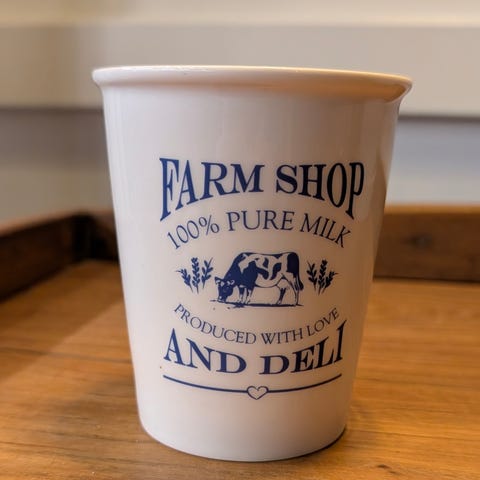 FARM SHOP
100% PURE MILK
PRODUCED WITH LOVE
AND DELI